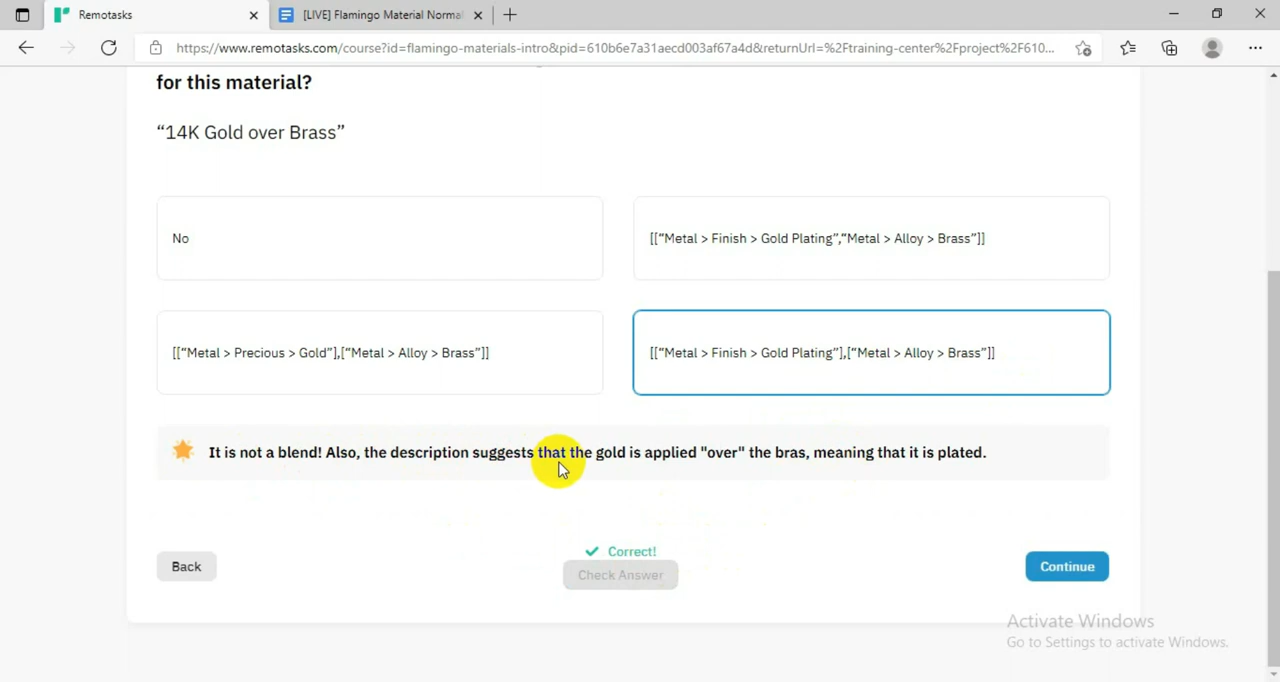 Remotasks
[LIVE] Flamingo Material Normal
https://www.remotasks.com/course?id=flamingo-materials-intro&pid=610b6e7a31aecd003af67a4d&returnUrl=%2Ftraining-center%2Fproject%2F610...
for this material?
“14K Gold over Brass”
No
[[“Metal > Finish > Gold Plating”,“Metal > Alloy > Brass”]]
[[“Metal > Precious > Gold”],[“Metal > Alloy > Brass”]]
[[“Metal > Finish > Gold Plating”],[“Metal > Alloy > Brass”]]
It is not a blend! Also, the description suggests that the gold is applied "over" the bras, meaning that it is plated.
Correct!
Back
Check Answer
Continue
Activate Windows
Go to Settings to activate Windows.